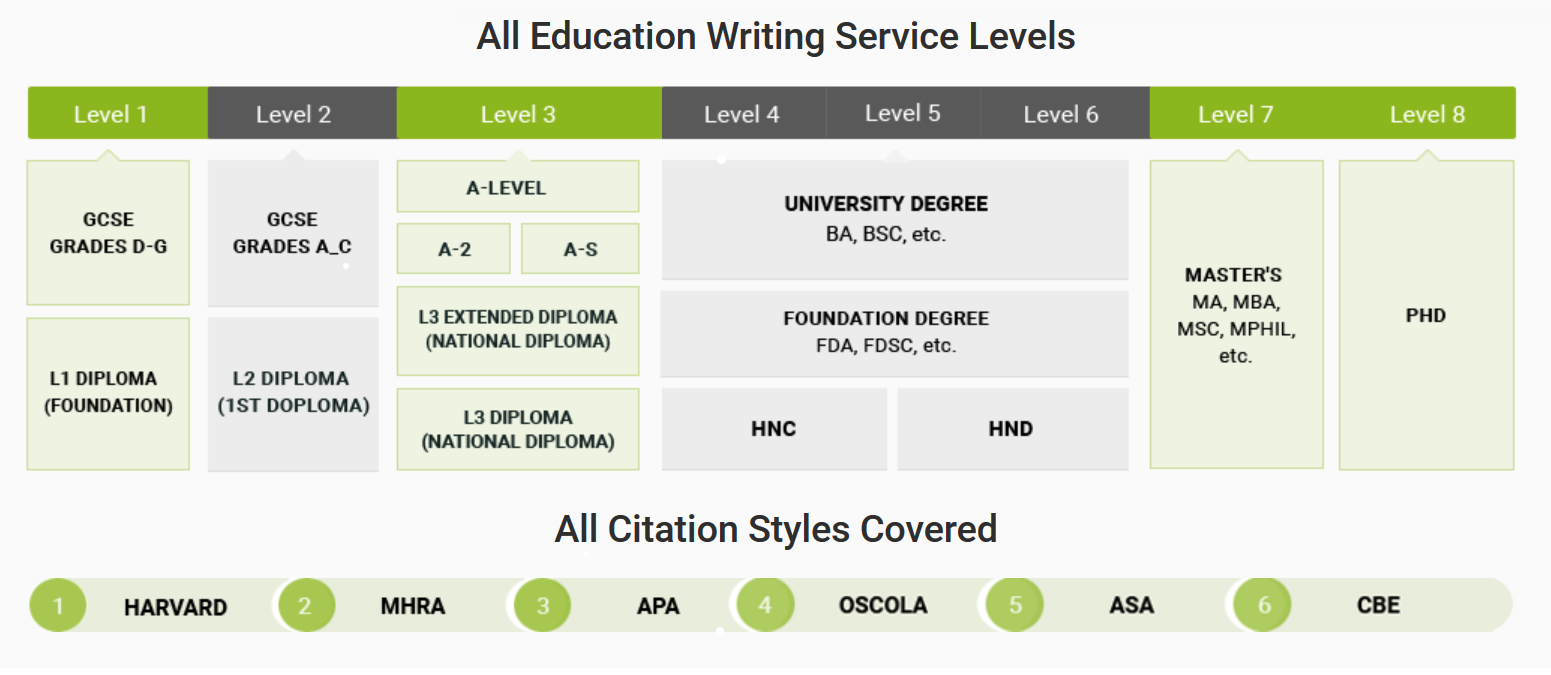 All Education Writing Service Levels
Level 1 Level 2 Level 3 Level 4 Level 5 Level 6 Level 7 Level 8
GCSE
GRADES D-G
L1 DIPLOMA
(FOUNDATION)
GCSE
GRADES A_C
L2 DIPLOMA
(1ST DOPLOMA)
A-LEVEL
A-2 A-S
L3 EXTENDED DIPLOMA
(NATIONAL DIPLOMA)
L3 DIPLOMA
(NATIONAL DIPLOMA)
UNIVERSITY DEGREE
BA, BSC, etc.
FOUNDATION DEGREE
FDA, FDSC, etc.
HNC HND
MASTER'S
MA, MBA,
MSC, MPHIL,
etc.
PHD
All Citation Styles Covered
1 HARVARD 2 MHRA 3 APA 4 OSCOLA 5 ASA 6 CBE